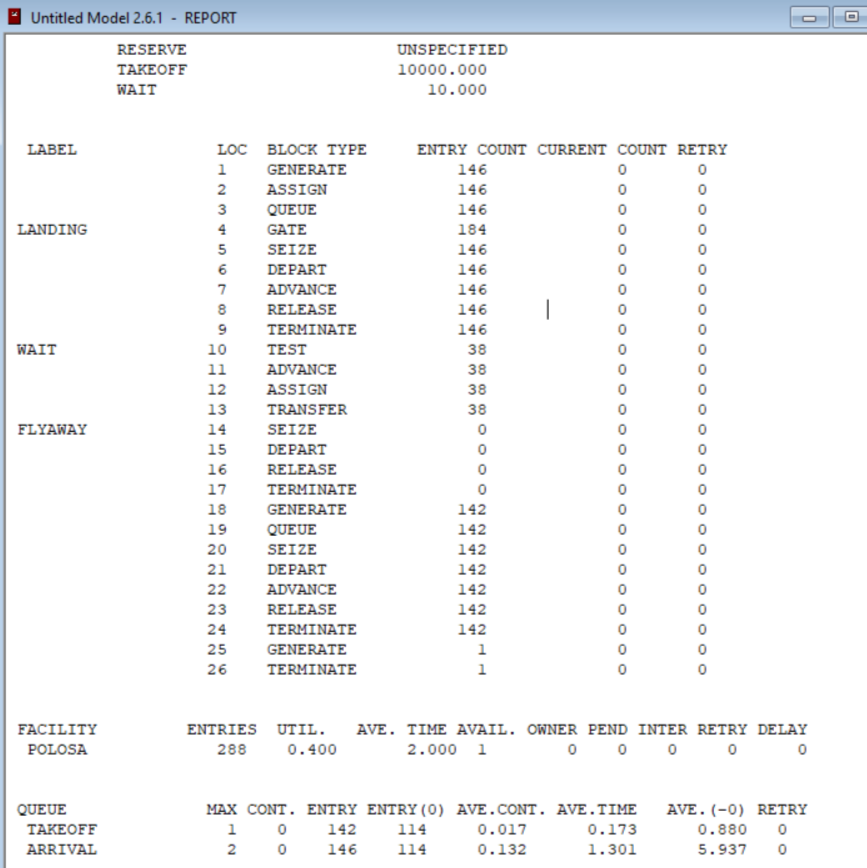 Untitled Model 2.6.1 - REPORT
RESERVE UNSPECIFIED
TAKEOFF 10000.000
WAIT 10.000
LABEL LOC BLOCK TYPE ENTRY COUNT CURRENT COUNT RETRY
1 GENERATE 146 0 0
2 ASSIGN 146 0 0
3 QUEUE 146 0 0
LANDING 4 GATE 184 0 0
5 SEIZE 146 0 0
6 DEPART 146 0 0
7 ADVANCE 146 0 0
8 RELEASE 146 0 0
9 TERMINATE 146 0 0
WAIT 10 TEST 38 0 0
11 ADVANCE 38 0 0
12 ASSIGN 38 0 0
13 TRANSFER 38 0 0
FLYAWAY 14 SEIZE 0 0 0
15 DEPART 0 0 0
16 RELEASE 0 0 0
17 TERMINATE 0 0 0
18 GENERATE 142 0 0
19 QUEUE 142 0 0
20 SEIZE 142 0 0
21 DEPART 142 0 0
22 ADVANCE 142 0 0
23 RELEASE 142 0 0
24 TERMINATE 142 0 0
25 GENERATE 1 0 0
26 TERMINATE 1 0 0
FACILITY ENTRIES UTIL. AVE. TIME AVAIL. OWNER PEND INTER RETRY DELAY
POLOSA 288 0.400 2.000 1 0 0 0 0 0
QUEUE MAX CONT. ENTRY ENTRY(0) AVE.CONT. AVE.TIME AVE.(-0) RETRY
TAKEOFF 1 0 142 114 0.017 0.173 0.880 0
ARRIVAL 2 0 146 114 0.132 1.301 5.937 0